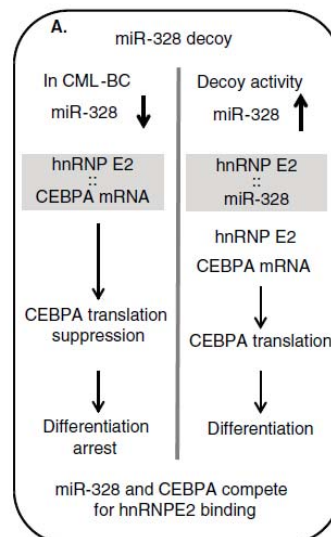 A.
miR-328 decoy
In CML-BC
miR-328
hnRNP E2
::
CEBPA mRNA
CEBPA translation
suppression
Differentiation
arrest
Decoy activity
miR-328
hnRNP E2
::
miR-328
hnRNP E2
CEBPA mRNA
CEBPA translation
Differentiation
miR-328 and CEBPA compete
for hnRNPE2 binding